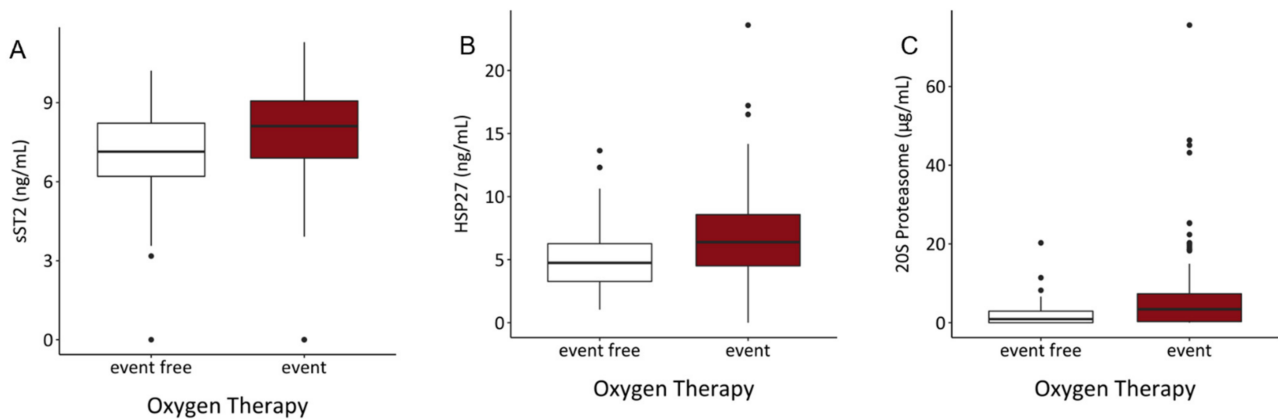 A
sST2 (ng/mL)
9
6
3
0
event free
event
Oxygen Therapy
B
HSP27 (ng/mL)
20
15
10
5
0
event free
event
Oxygen Therapy
C
20S Proteasome (μg/mL)
60
40
20
0
event free
event
Oxygen Therapy